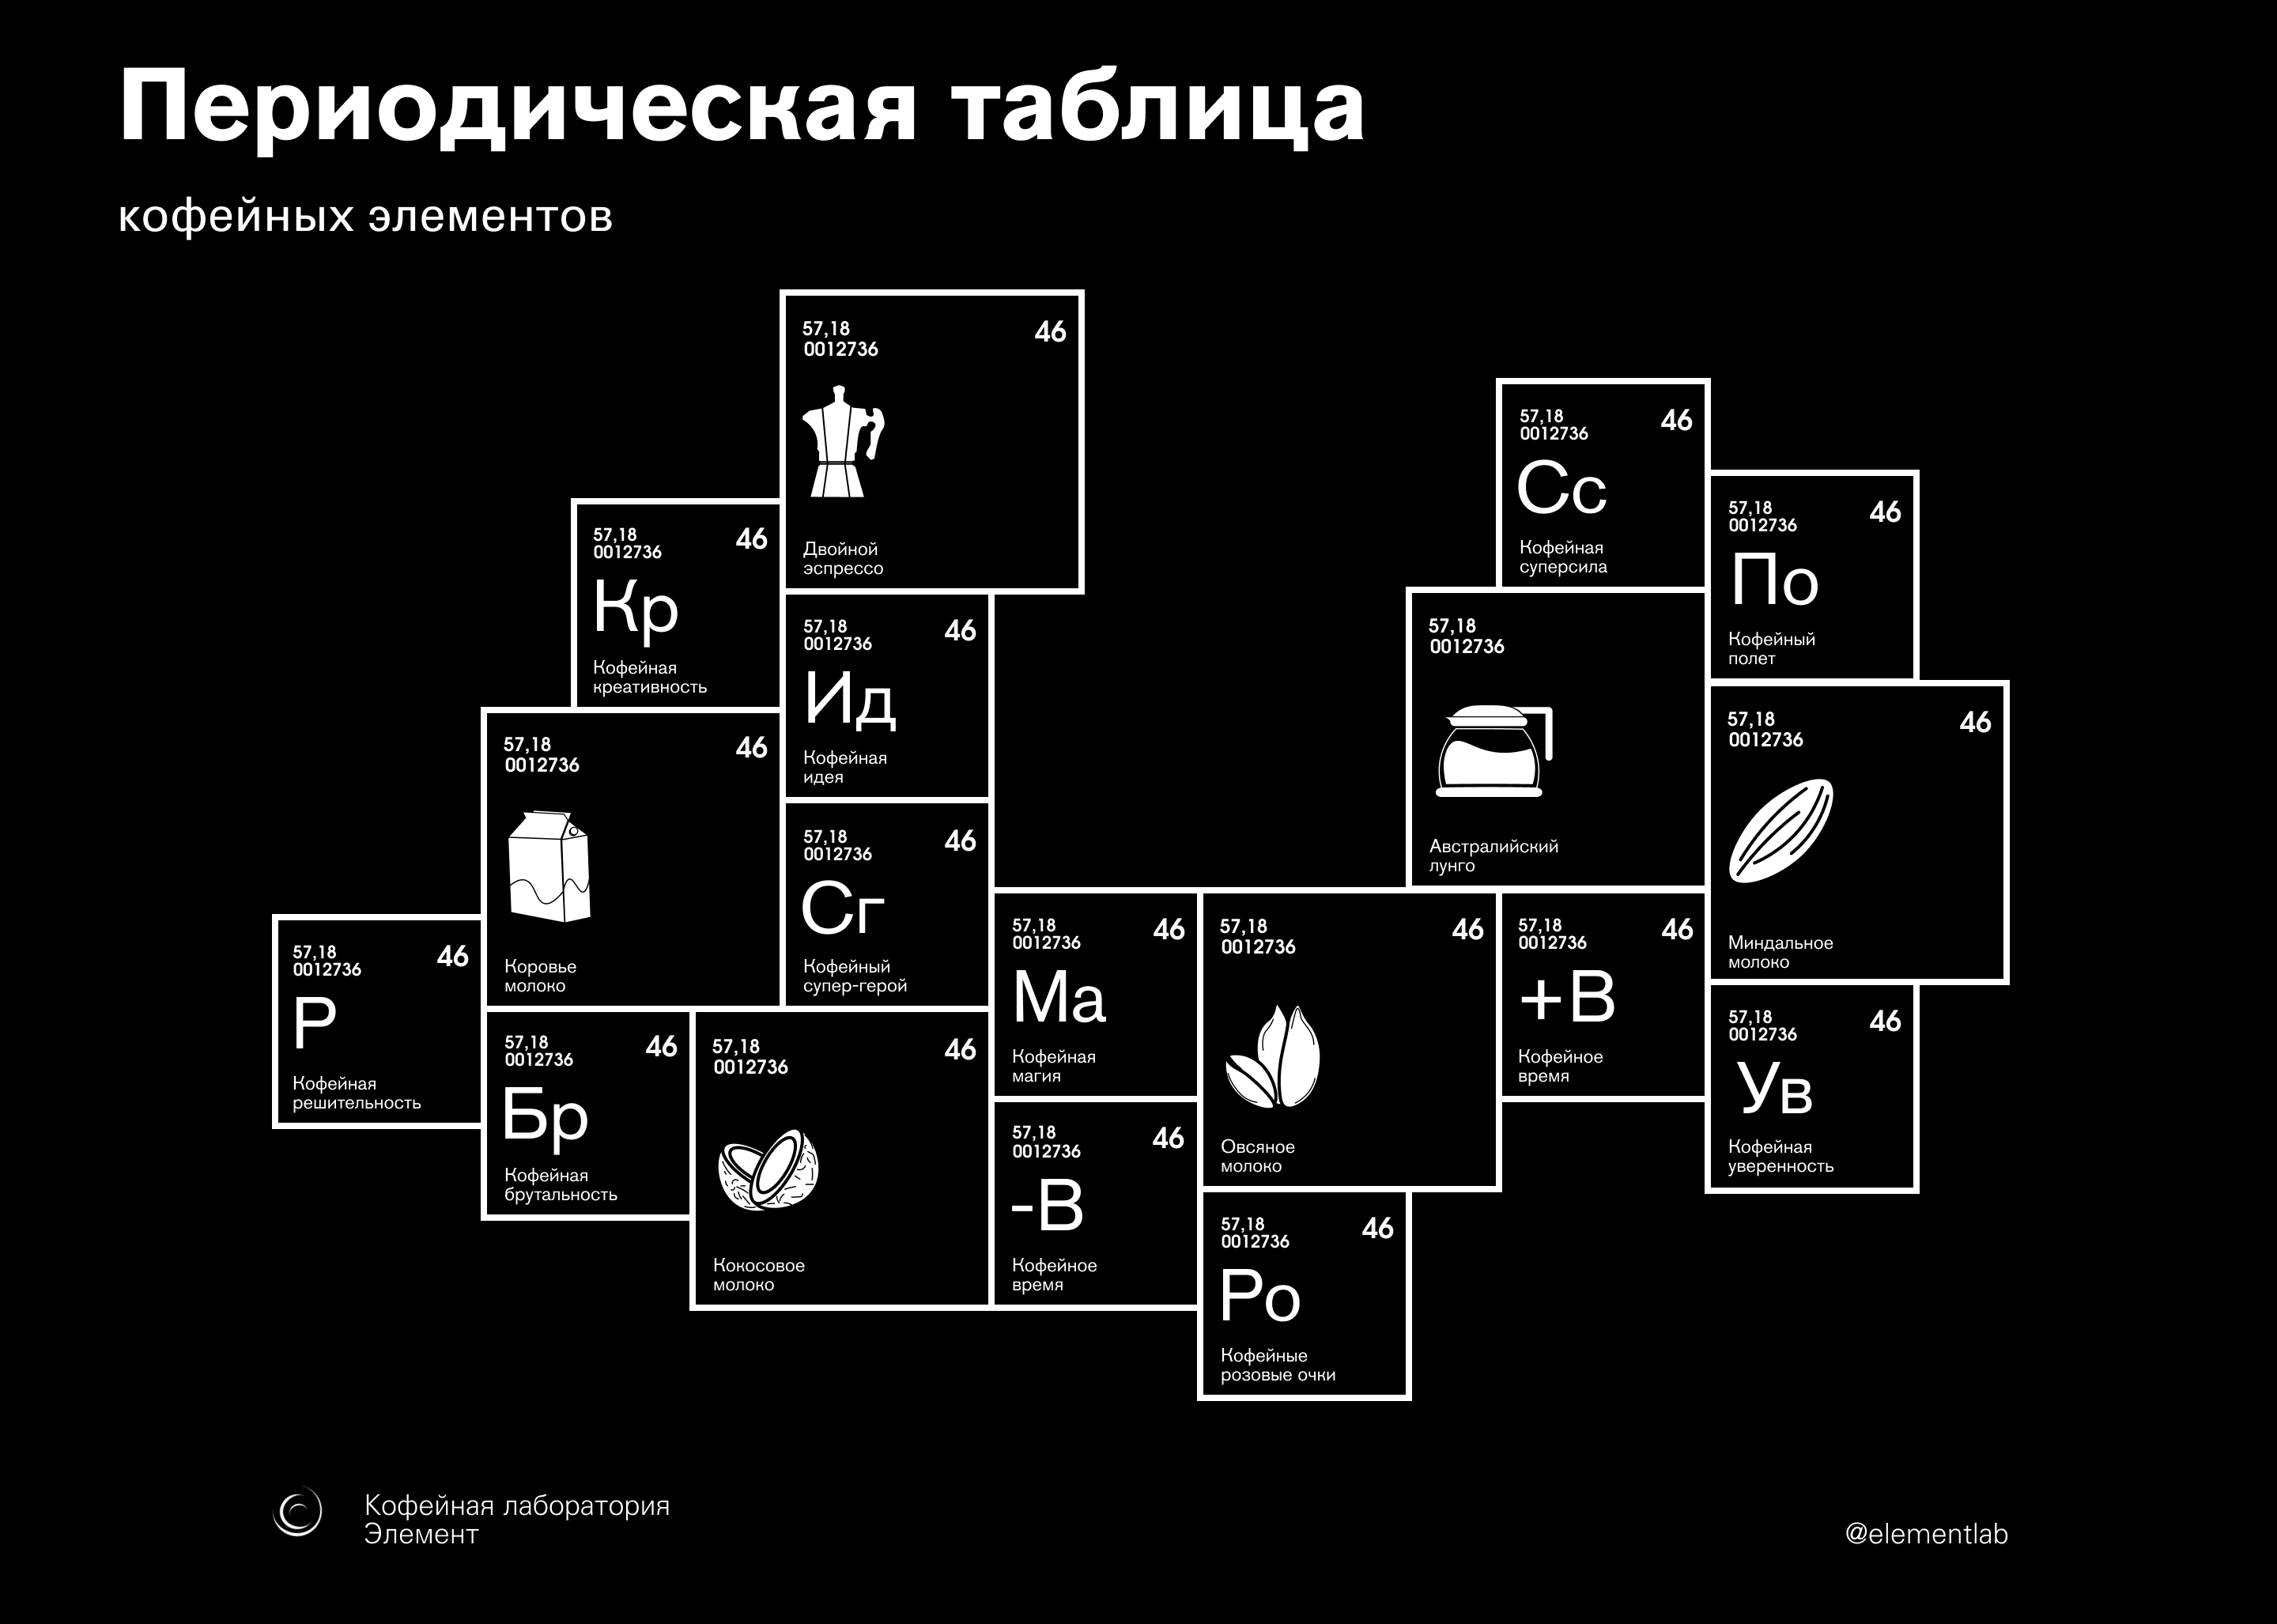 Периодическая таблица
кофейных элементов
57,18
0012736
46
Двойной
эспрессо
57,18
0012736
46
Сс
Кофейная
суперсила
57,18
0012736
46
По
Кофейный
полет
57,18
0012736
46
Кр
Кофейная
креативность
57,18
0012736
46
Ид
Кофейная
идея
57,18
0012736
Австралийский
лунго
57,18
0012736
46
Миндальное
молоко
57,18
0012736
46
Коровье
молоко
57,18
0012736
46
Сг
Кофейный
супер-герой
57,18
0012736
46
Р
Кофейная
решительность
57,18
0012736
46
Ма
Кофейная
магия
57,18
0012736
46
Овсяное
молоко
57,18
0012736
46
+В
Кофейное
время
57,18
0012736
46
Ув
Кофейная
уверенность
57,18
0012736
46
Бр
Кофейная
брутальность
57,18
0012736
46
Кокосовое
молоко
57,18
0012736
46
-В
Кофейное
время
57,18
0012736
46
Ро
Кофейные
розовые очки
Кофейная лаборатория
Элемент
@elementlab